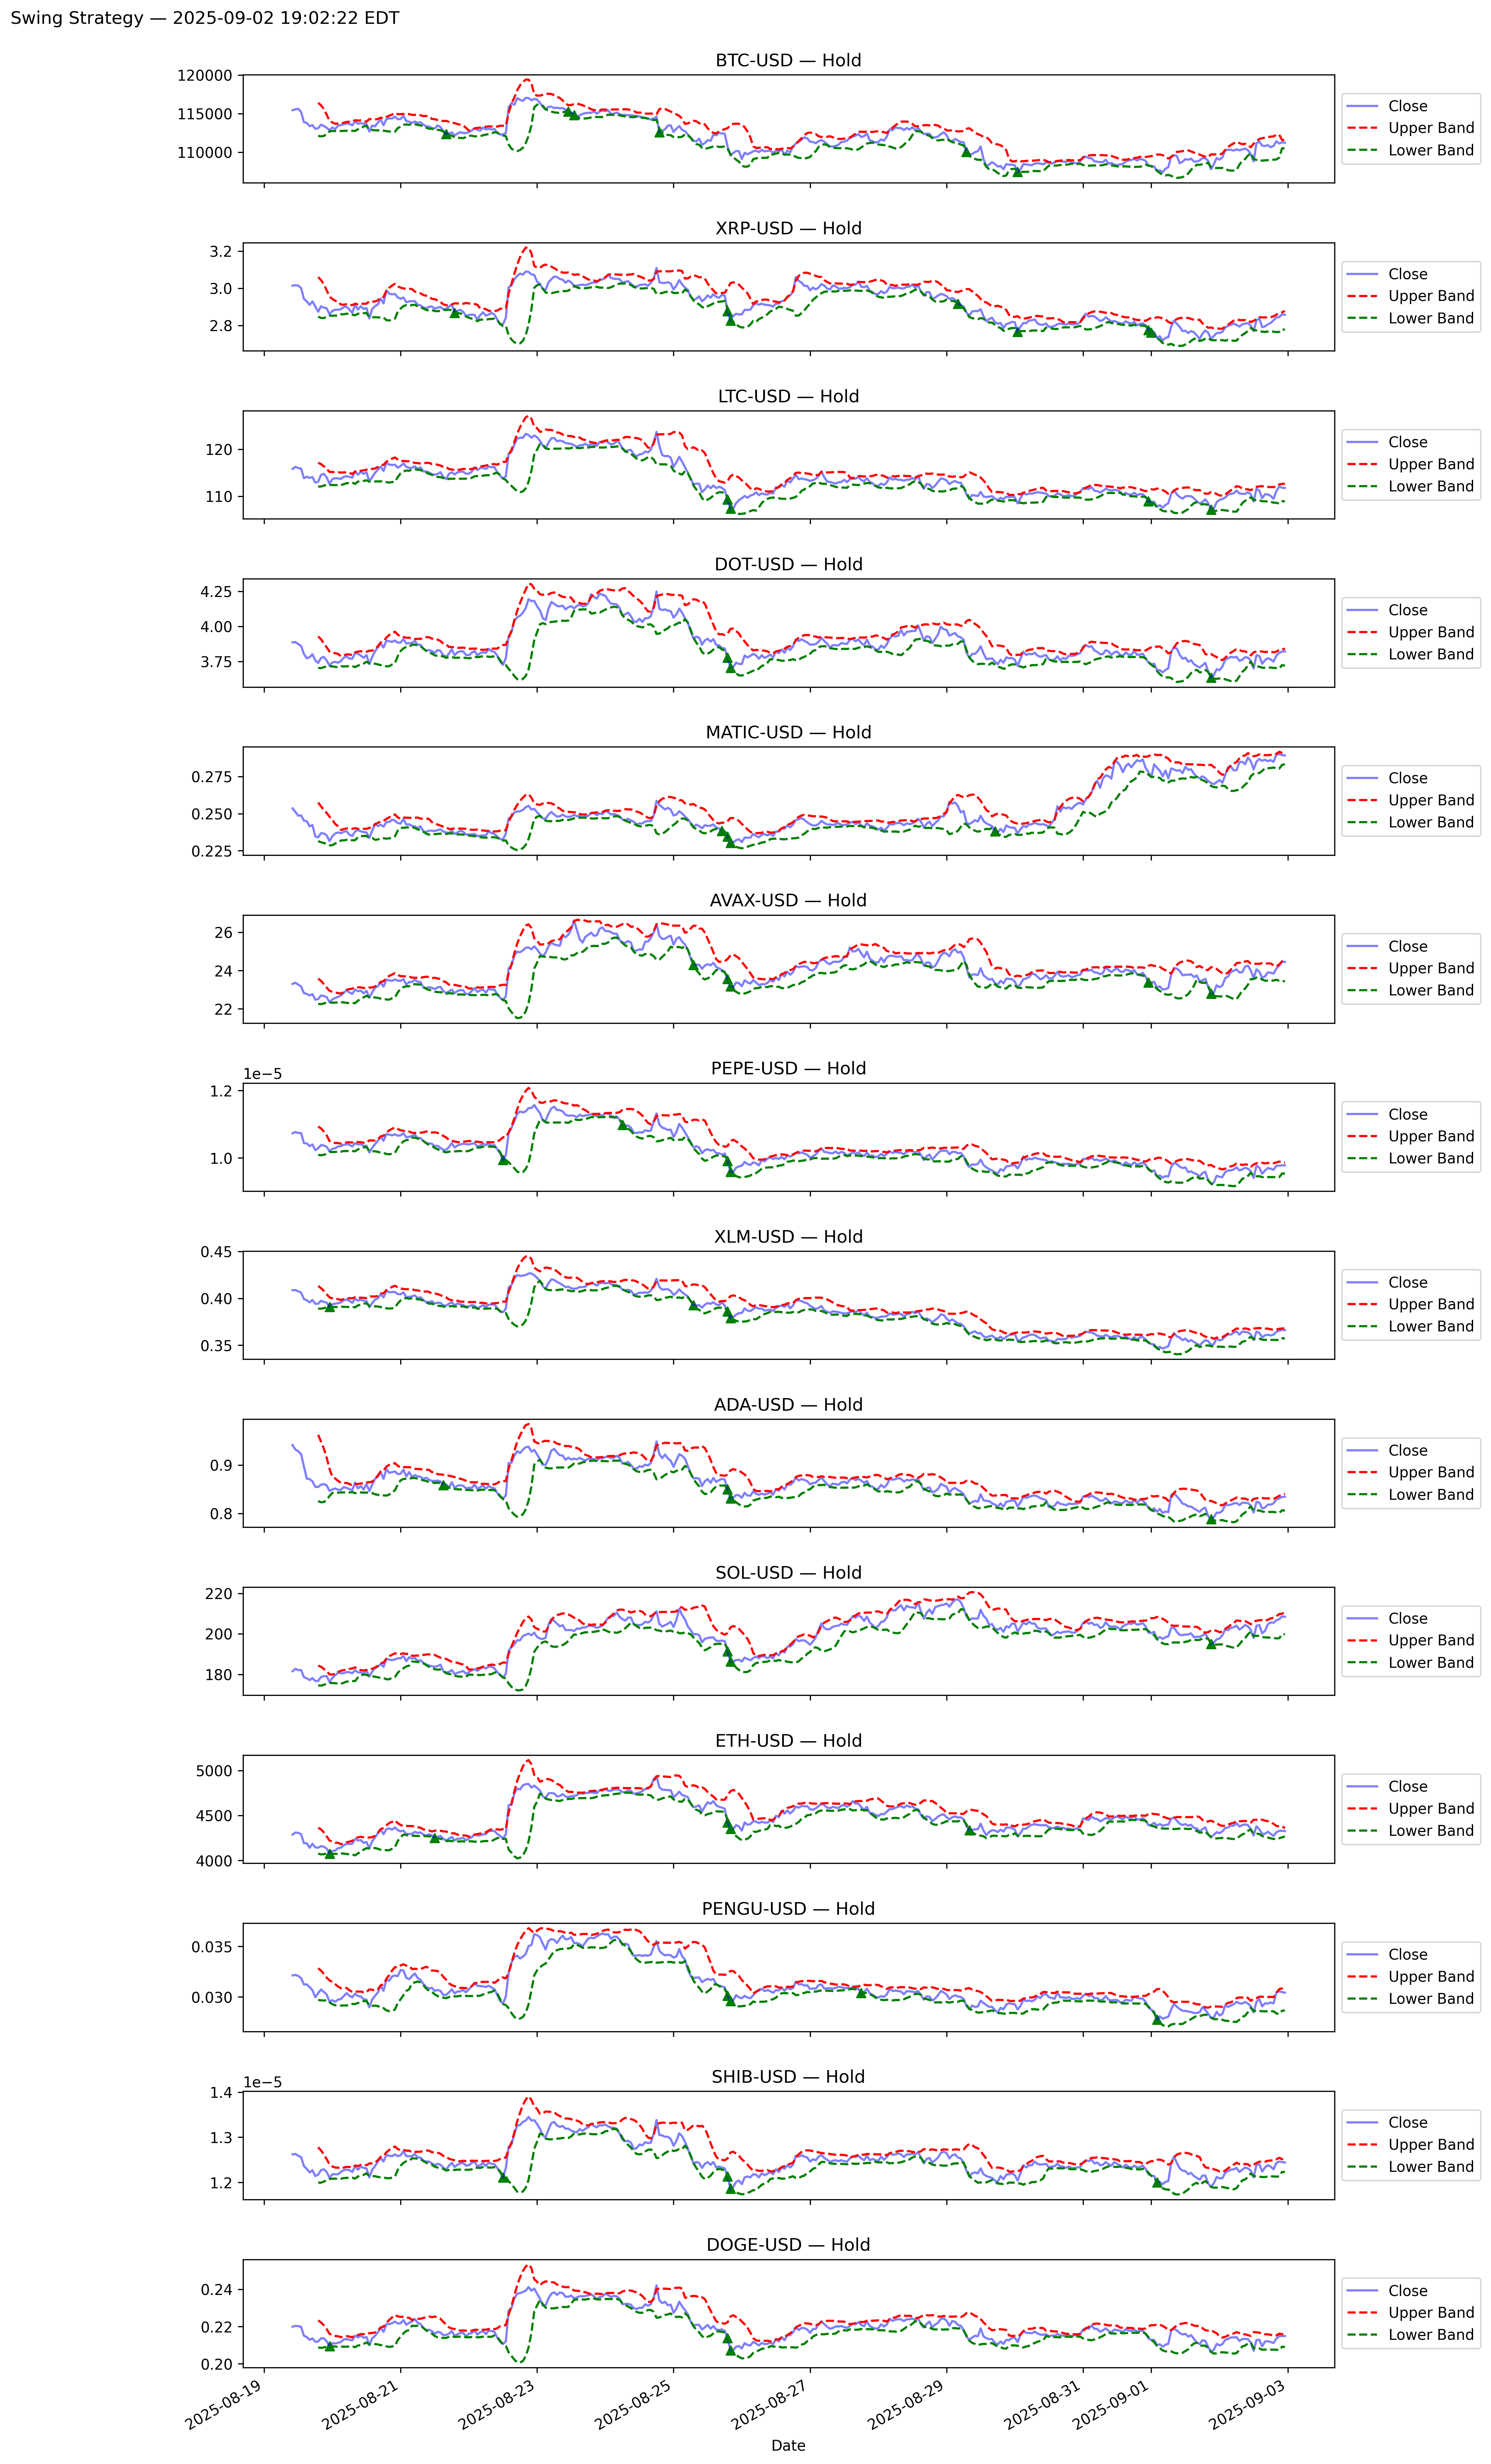 Swing Strategy — 2025-09-02 19:02:22 EDT
BTC-USD — Hold
120000
115000
110000
Close
Upper Band
Lower Band
XRP-USD — Hold
3.2
3.0
2.8
Close
Upper Band
Lower Band
LTC-USD — Hold
120
110
Close
Upper Band
Lower Band
DOT-USD — Hold
4.25
4.00
3.75
Close
Upper Band
Lower Band
MATIC-USD — Hold
0.275
0.250
0.225
Close
Upper Band
Lower Band
AVAX-USD — Hold
26
24
22
Close
Upper Band
Lower Band
PEPE-USD — Hold
1e−5
1.2
1.0
Close
Upper Band
Lower Band
XLM-USD — Hold
0.45
0.40
0.35
Close
Upper Band
Lower Band
ADA-USD — Hold
0.9
0.8
Close
Upper Band
Lower Band
SOL-USD — Hold
220
200
180
Close
Upper Band
Lower Band
ETH-USD — Hold
5000
4500
4000
Close
Upper Band
Lower Band
PENGU-USD — Hold
0.035
0.030
Close
Upper Band
Lower Band
SHIB-USD — Hold
1e−5
1.4
1.3
1.2
Close
Upper Band
Lower Band
DOGE-USD — Hold
0.24
0.22
0.20
Close
Upper Band
Lower Band
2025-08-19
2025-08-21
2025-08-23
2025-08-25
2025-08-27
2025-08-29
2025-08-31
2025-09-01
2025-09-03
Date